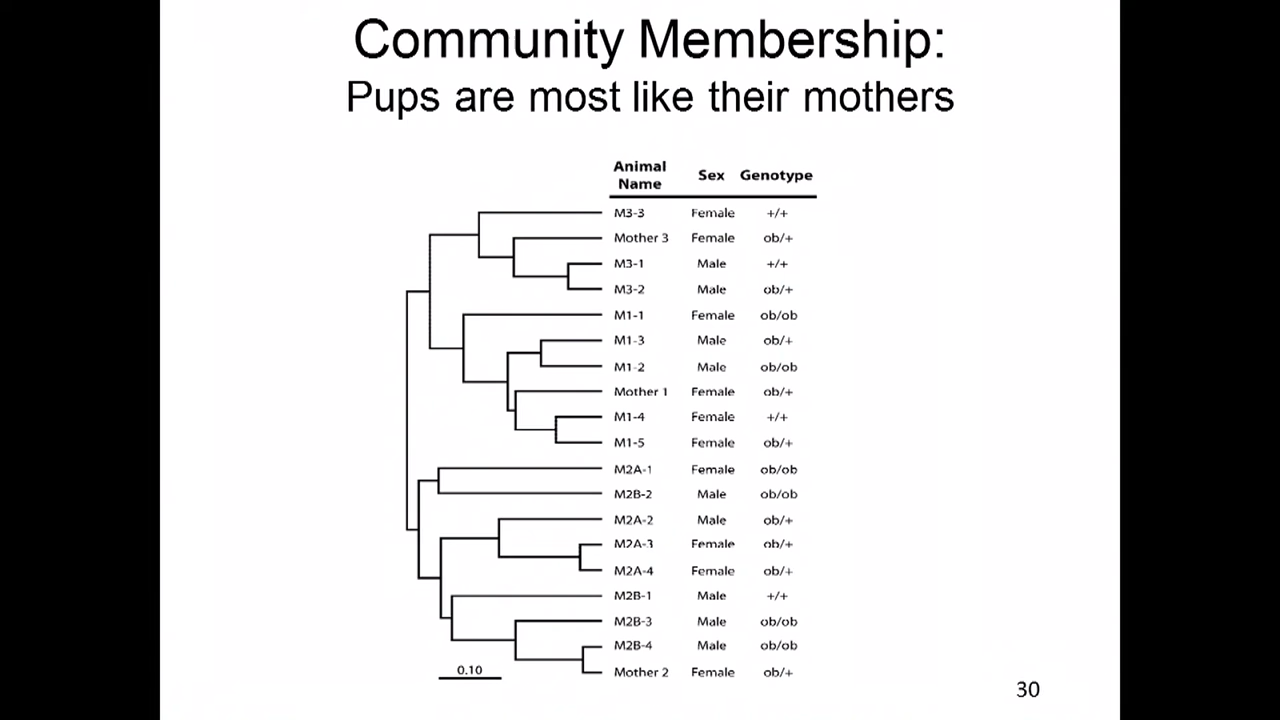 Community Membership:
Pups are most like their mothers
Animal Name Sex Genotype
M3-3 Female +/+
Mother 3 Female ob/+
M3-1 Male +/+
M3-2 Male ob/+
M1-1 Female ob/ob
M1-3 Male ob/+
M1-2 Male ob/ob
Mother 1 Female ob/+
M1-4 Female +/+
M1-5 Female ob/+
M2A-1 Female ob/ob
M2B-2 Male ob/ob
M2A-2 Male ob/+
M2A-3 Female ob/+
M2A-4 Female ob/+
M2B-1 Male +/+
M2B-3 Male ob/ob
M2B-4 Male ob/ob
Mother 2 Female ob/+
0.10
30